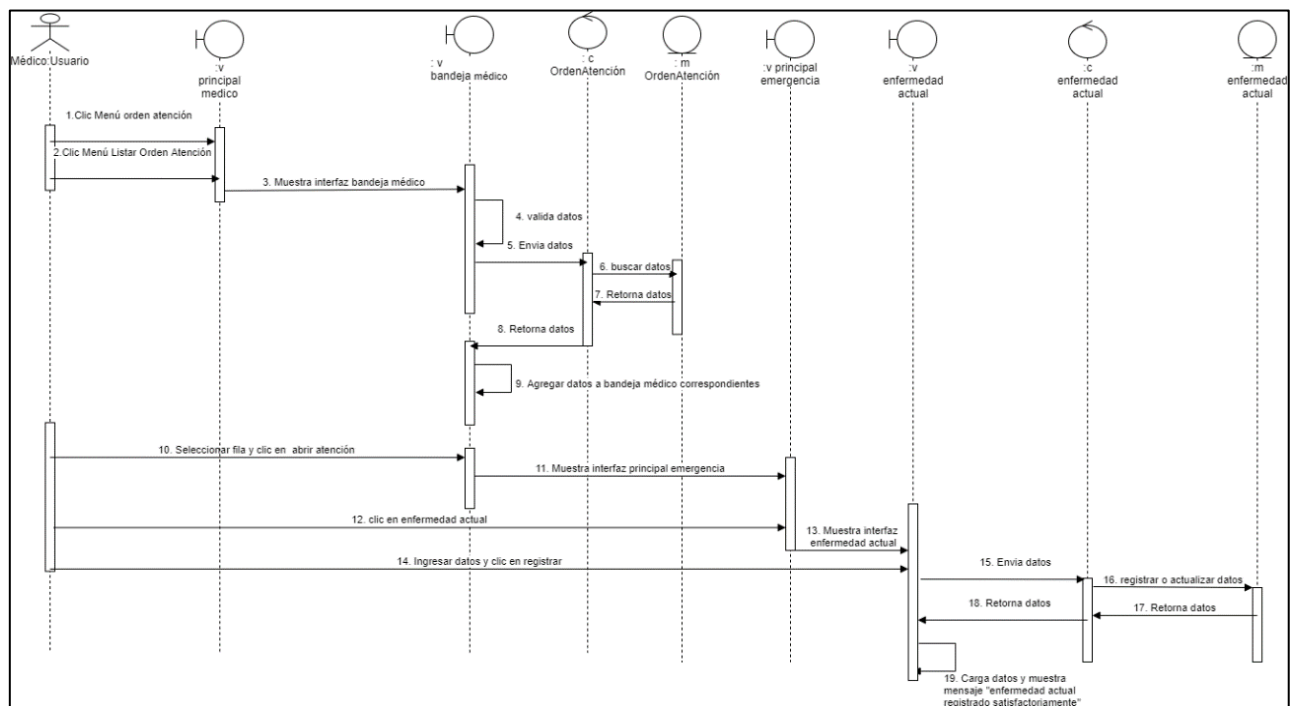 Médico:Usuario
:v
principal
medico
: v
bandeja médico
: c
OrdenAtención
: m
OrdenAtención
:v principal
emergencia
:v
enfermedad
actual
:c
enfermedad
actual
:m
enfermedad
actual
1.Clic Menú orden atención
2.Clic Menú Listar Orden Atención
3. Muestra interfaz bandeja médico
4. valida datos
5. Envia datos
6. buscar datos
7. Retorna datos
8. Retorna datos
9. Agregar datos a bandeja médico correspondientes
10. Seleccionar fila y clic en abrir atención
11. Muestra interfaz principal emergencia
12. clic en enfermedad actual
13. Muestra interfaz
enfermedad actual
14. Ingresar datos y clic en registrar
15. Envia datos
16. registrar o actualizar datos
17. Retorna datos
18. Retorna datos
19. Carga datos y muestra
mensaje "enfermedad actual
registrado satisfactoriamente"